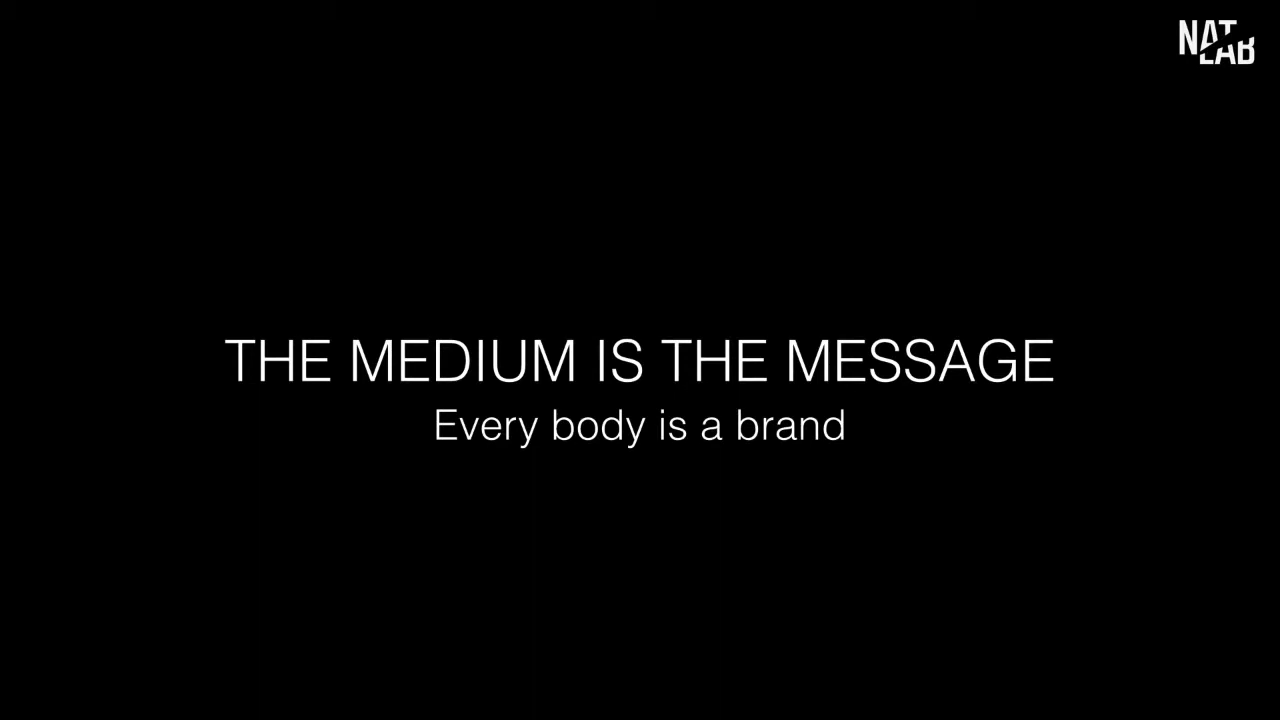 NAT
LAB
THE MEDIUM IS THE MESSAGE
Every body is a brand